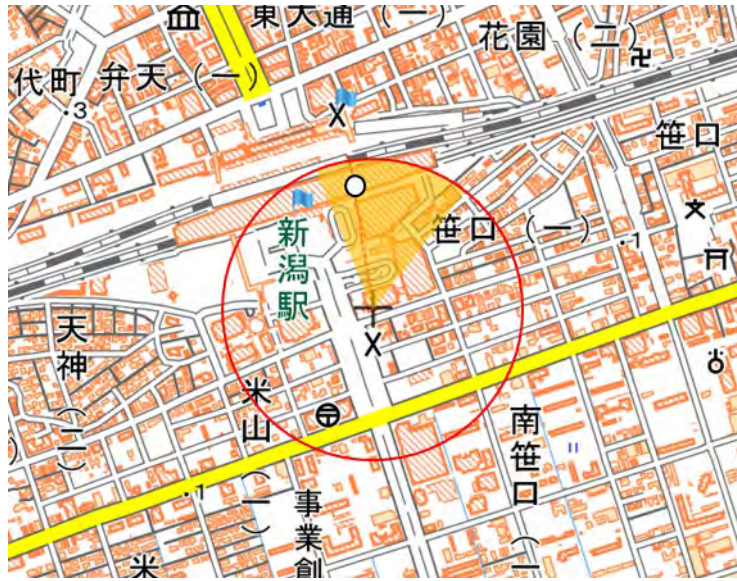 東大通（一）
花園（二）
代町
弁天（一）
3
笹口
笹口（一）
1
新潟駅
天神（二）
米山（一）
南笹口（一
1
事業創
米